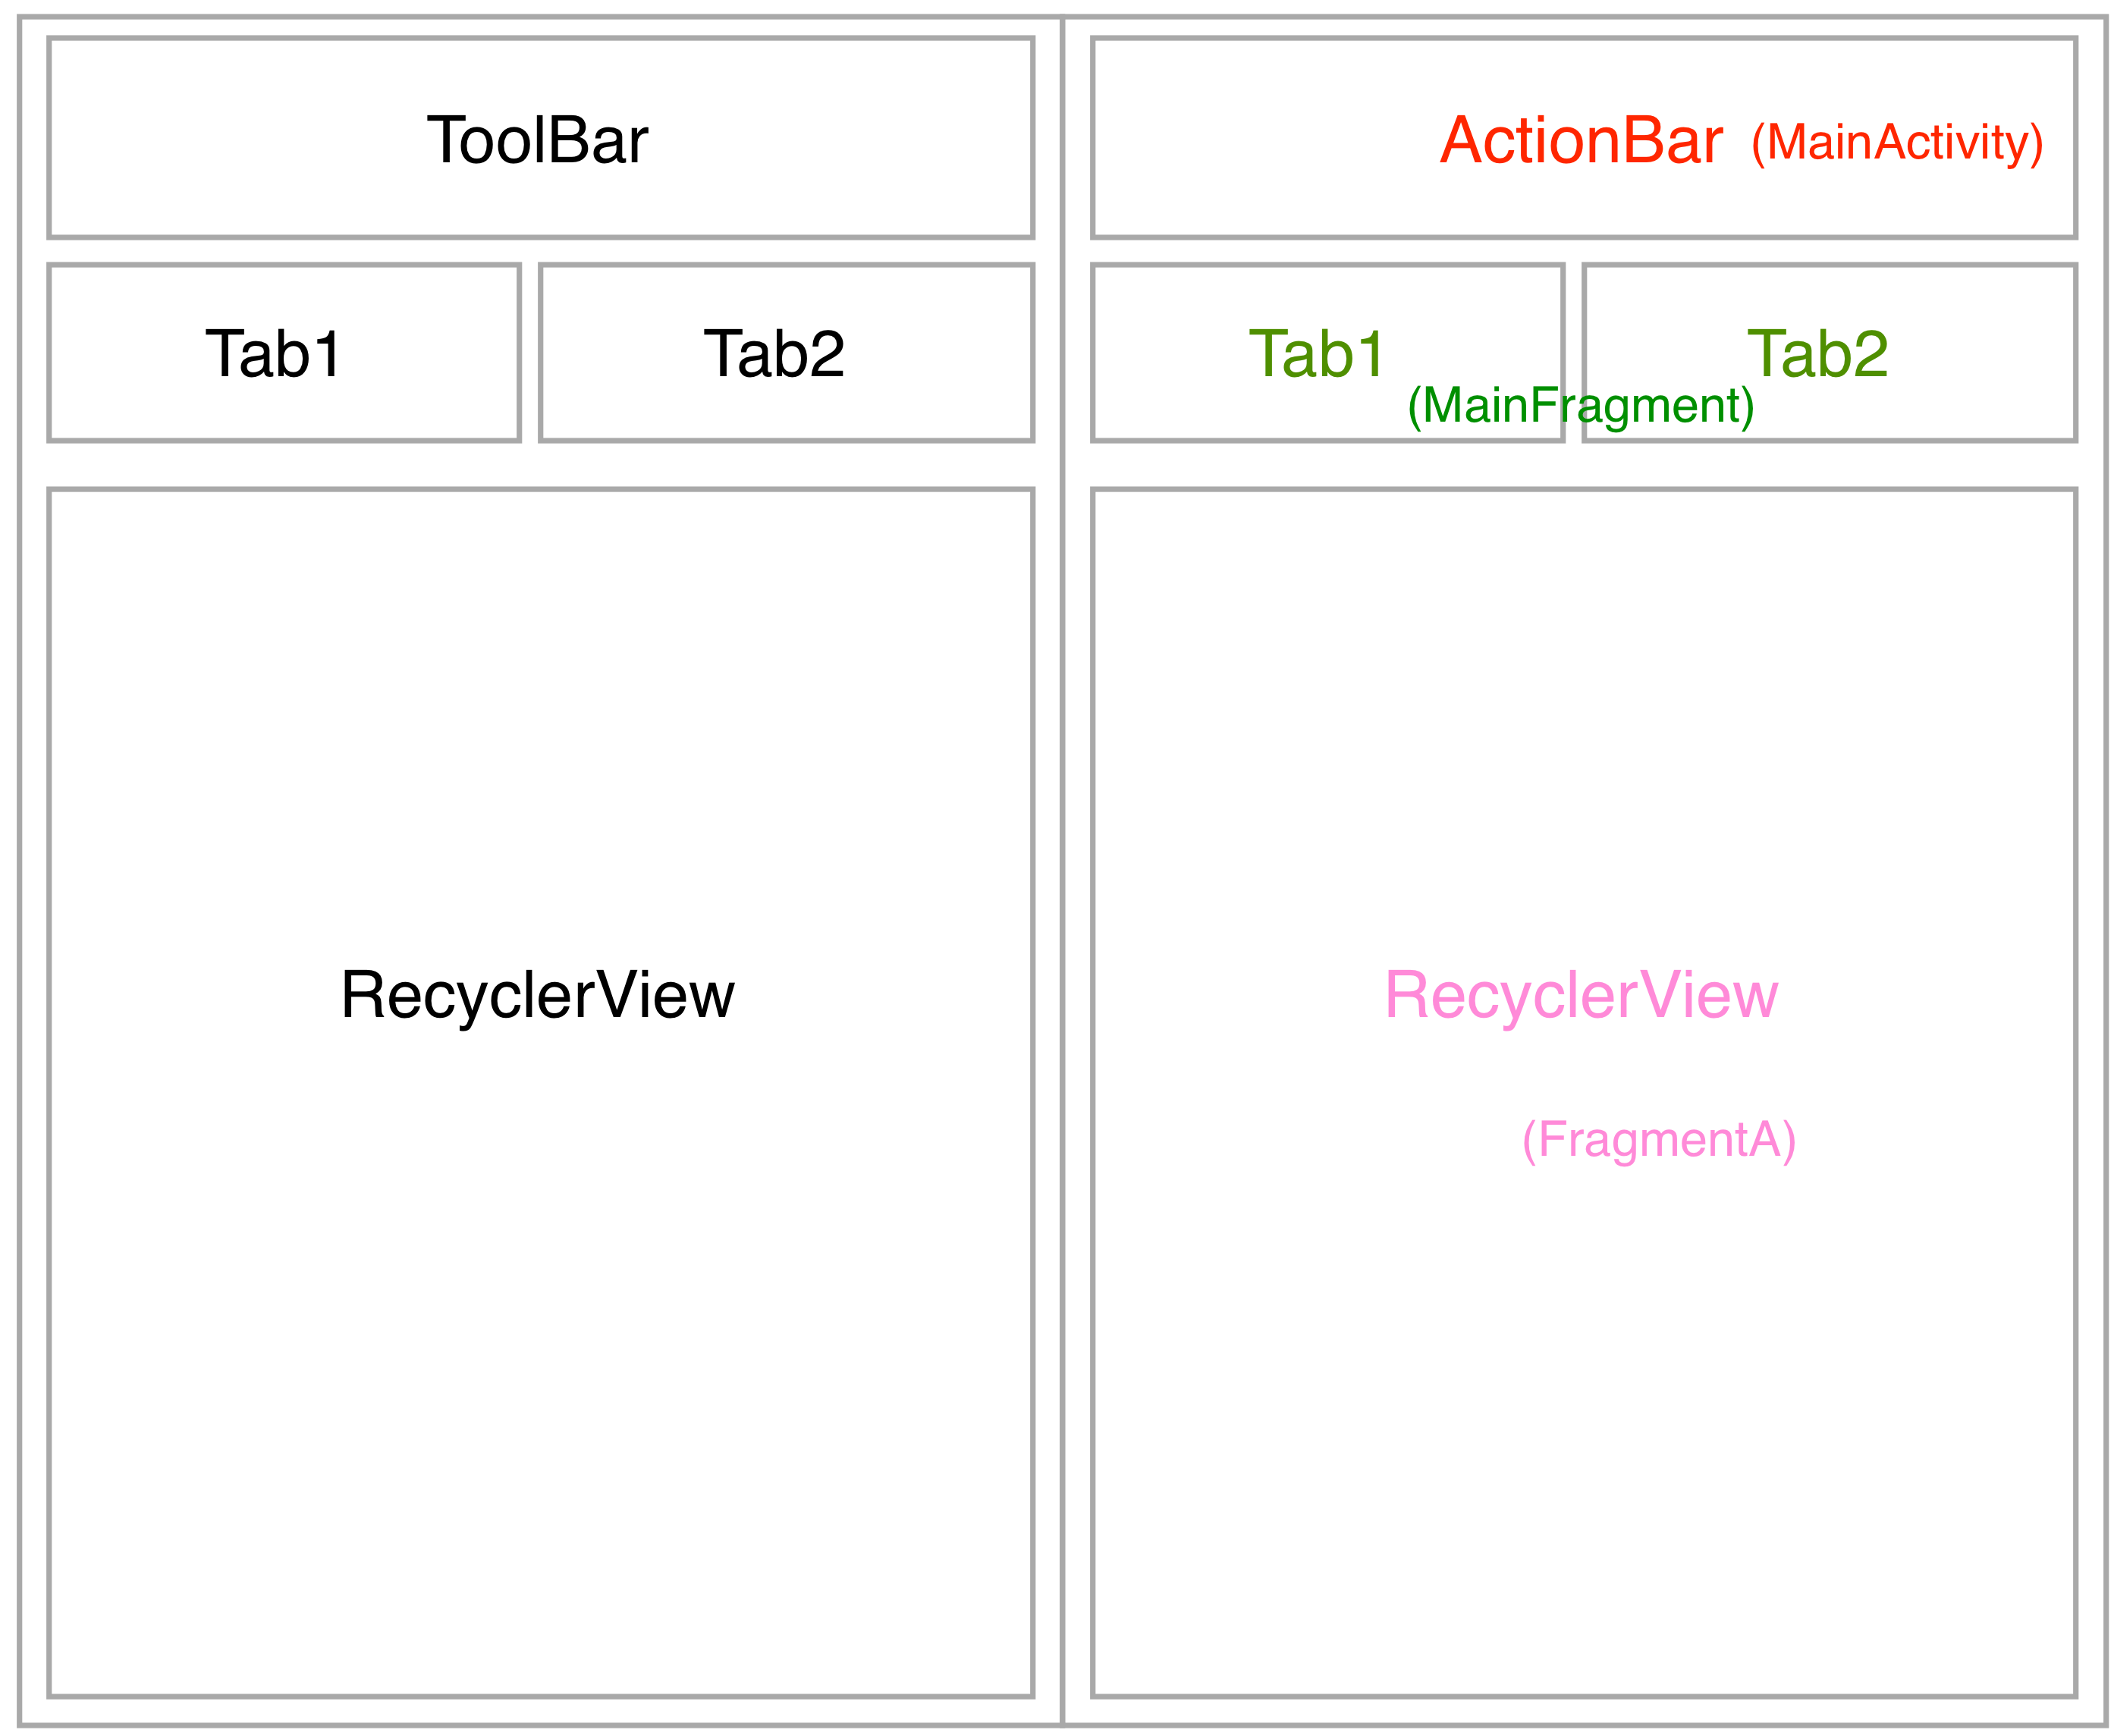 ToolBar
Tab1
Tab2
RecyclerView
ActionBar (MainActivity)
Tab1
Tab2
(MainFragment)
RecyclerView
(FragmentA)